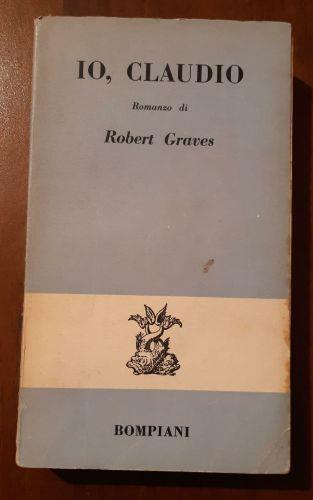 IO, CLAUDIO
Romanzo di
Robert Graves
BOMPIANI